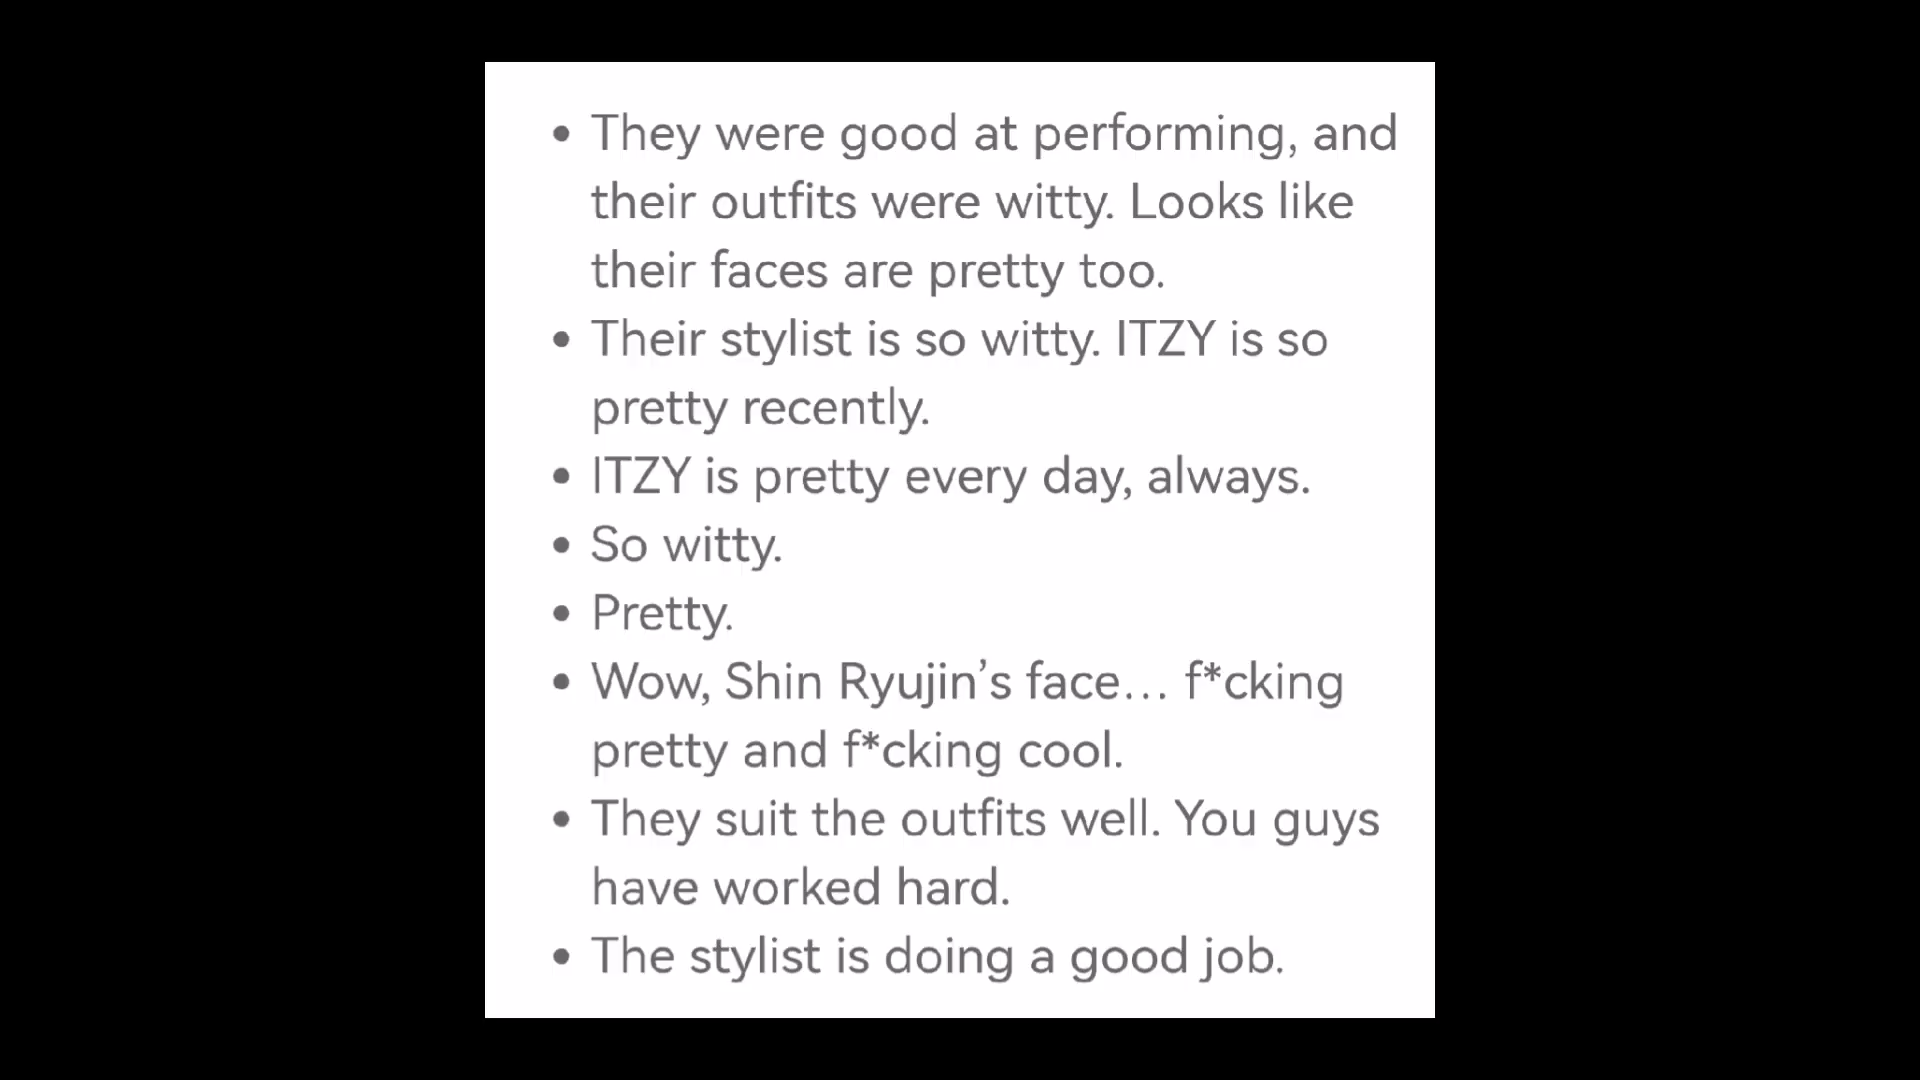 • They were good at performing, and
their outfits were witty. Looks like
their faces are pretty too.
• Their stylist is so witty. ITZY is so
pretty recently.
• ITZY is pretty every day, always.
• So witty.
• Pretty.
• Wow, Shin Ryujin’s face… f*cking
pretty and f*cking cool.
• They suit the outfits well. You guys
have worked hard.
• The stylist is doing a good job.